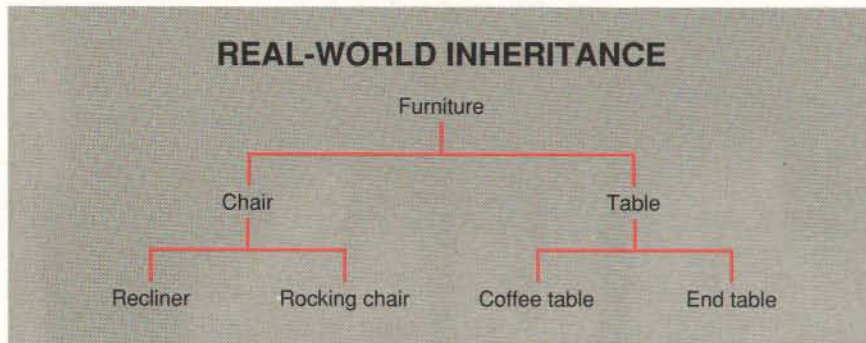 REAL-WORLD INHERITANCE
Furniture
Chair Table
Recliner Rocking chair Coffee table End table